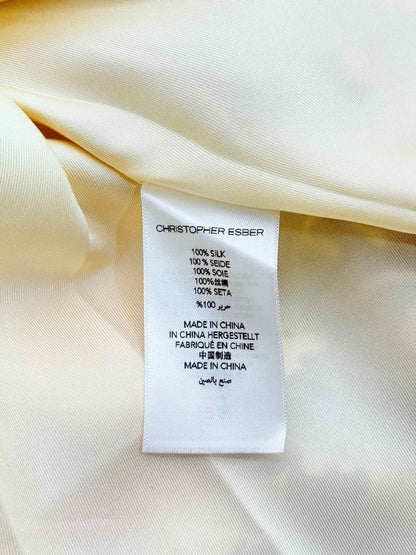 CHRISTOPHER ESBER
100% SILK
100 % SEIDE
100% SOIE
100%丝绸
100% SETA
%100 حرير
MADE IN CHINA
IN CHINA HERGESTELLT
FABRIQUÉ EN CHINE
中国制造
MADE IN CHINA
صنع بالصين